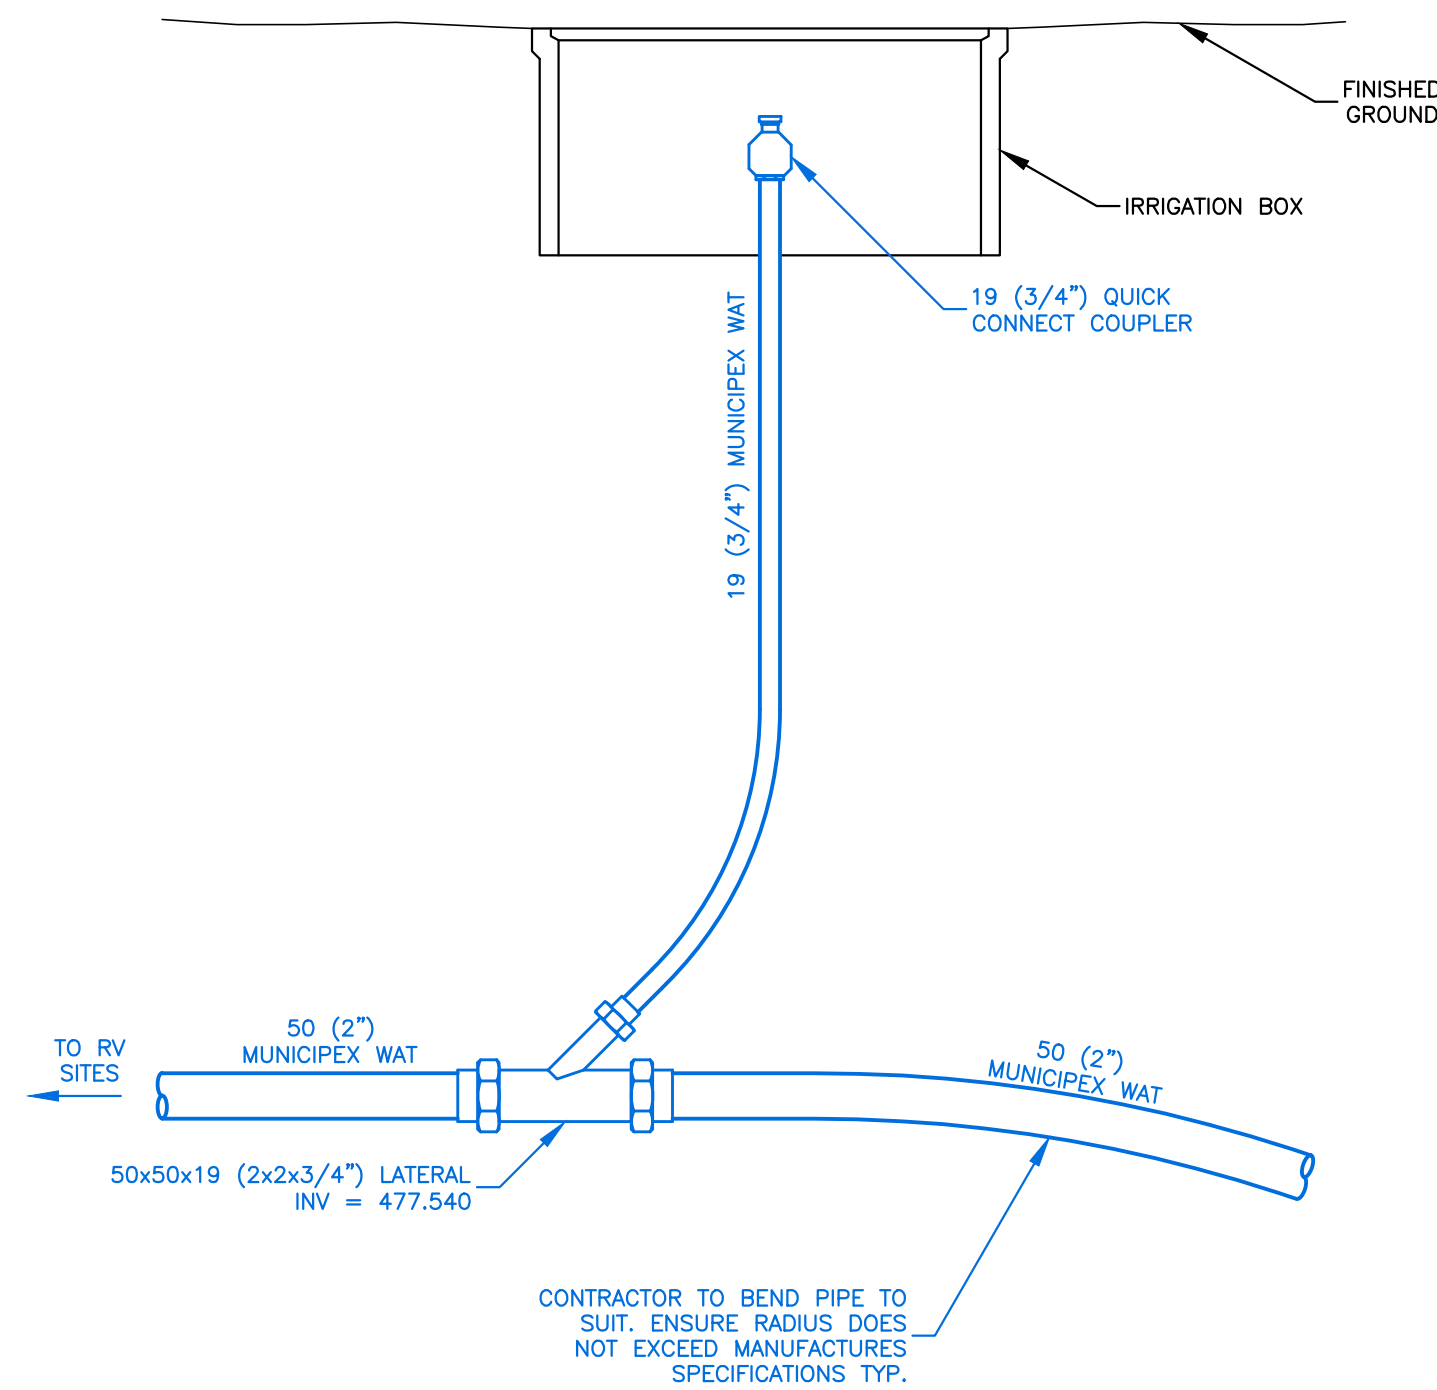 FINISHED
GROUND
IRRIGATION BOX
19 (3/4") QUICK
CONNECT COUPLER
19 (3/4") MUNICIPEX WAT
50 (2")
MUNICIPEX WAT
TO RV
SITES
50 (2")
MUNICIPEX WAT
50x50x19 (2x2x3/4") LATERAL
INV = 477.540
CONTRACTOR TO BEND PIPE TO
SUIT. ENSURE RADIUS DOES
NOT EXCEED MANUFACTURES
SPECIFICATIONS TYP.